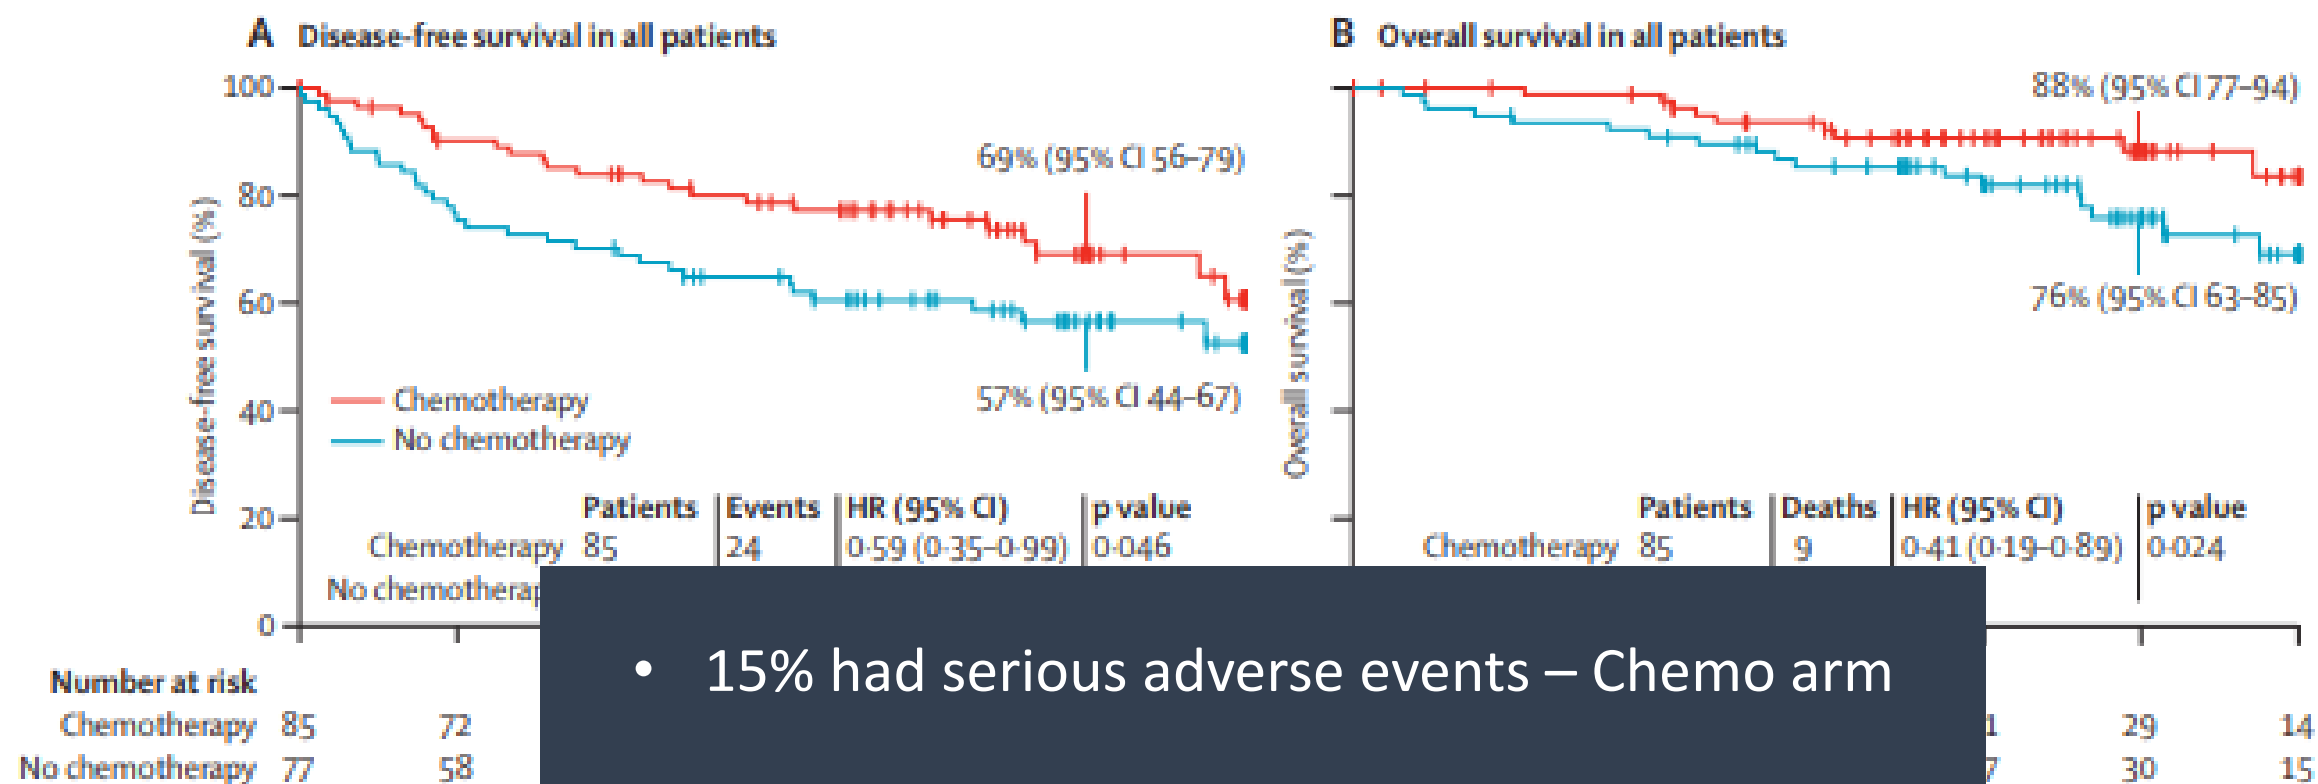 A Disease-free survival in all patients
100
80
60
40
20
0
Disease-free survival (%)
69% (95% CI 56–79)
57% (95% CI 44–67)
Chemotherapy
No chemotherapy
Patients Events HR (95% CI) p value
Chemotherapy 85 24 0·59 (0·35–0·99) 0·046
No chemotherap
B Overall survival in all patients
Overall survival (%)
88% (95% CI 77–94)
76% (95% CI 63–85)
Patients Deaths HR (95% CI) p value
Chemotherapy 85 9 0·41 (0·19–0·89) 0·024
• 15% had serious adverse events – Chemo arm
Number at risk
Chemotherapy 85 72 1 29 14
No chemotherapy 77 58 7 30 15